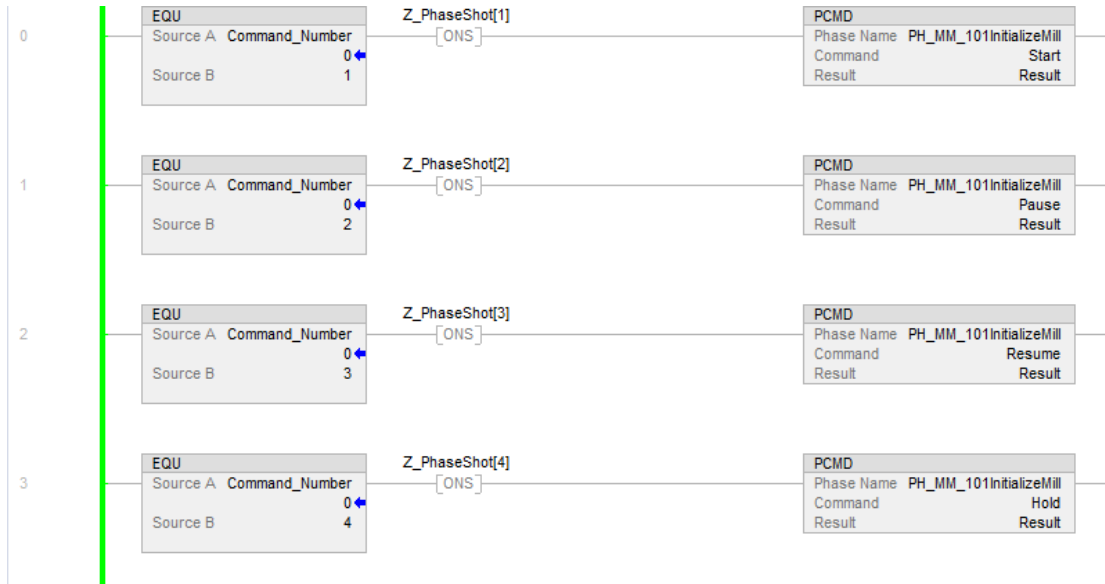 0
EQU
Source A Command_Number
0
Source B 1
Z_PhaseShot[1]
ONS
PCMD
Phase Name PH_MM_101InitializeMill
Command Start
Result Result
1
EQU
Source A Command_Number
0
Source B 2
Z_PhaseShot[2]
ONS
PCMD
Phase Name PH_MM_101InitializeMill
Command Pause
Result Result
2
EQU
Source A Command_Number
0
Source B 3
Z_PhaseShot[3]
ONS
PCMD
Phase Name PH_MM_101InitializeMill
Command Resume
Result Result
3
EQU
Source A Command_Number
0
Source B 4
Z_PhaseShot[4]
ONS
PCMD
Phase Name PH_MM_101InitializeMill
Command Hold
Result Result